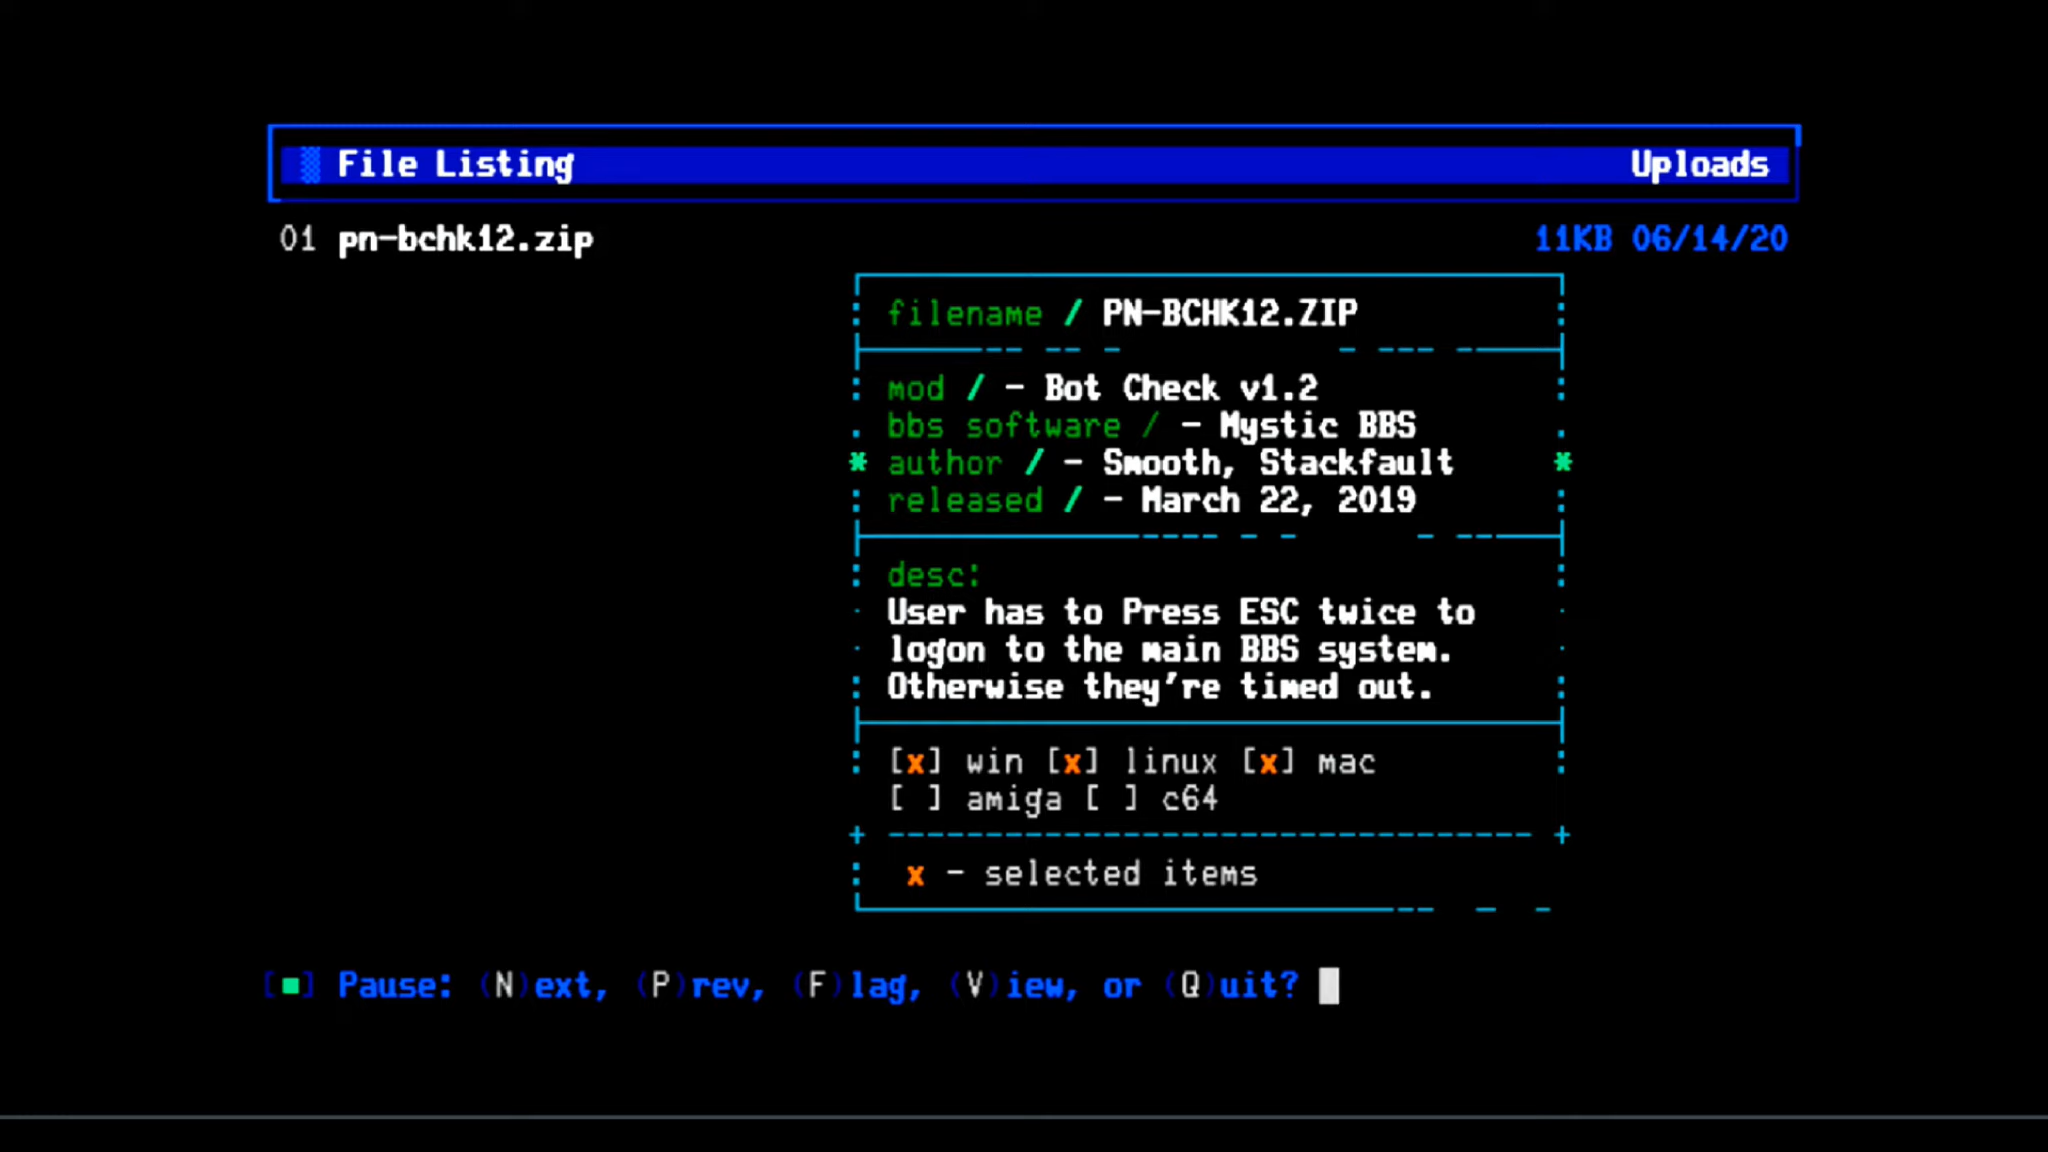 File Listing Uploads
01 pn-bchk12.zip 11KB 06/14/20
filename / PN-BCHK12.ZIP
mod / - Bot Check v1.2
bbs software / - Mystic BBS
* author / - Smooth, Stackfault *
released / - March 22, 2019
desc:
User has to Press ESC twice to
logon to the main BBS system.
Otherwise they're timed out.
[x] win [x] linux [x] mac
[ ] amiga [ ] c64
x - selected items
[■] Pause: (N)ext, (P)rev, (F)lag, (V)iew, or (Q)uit?